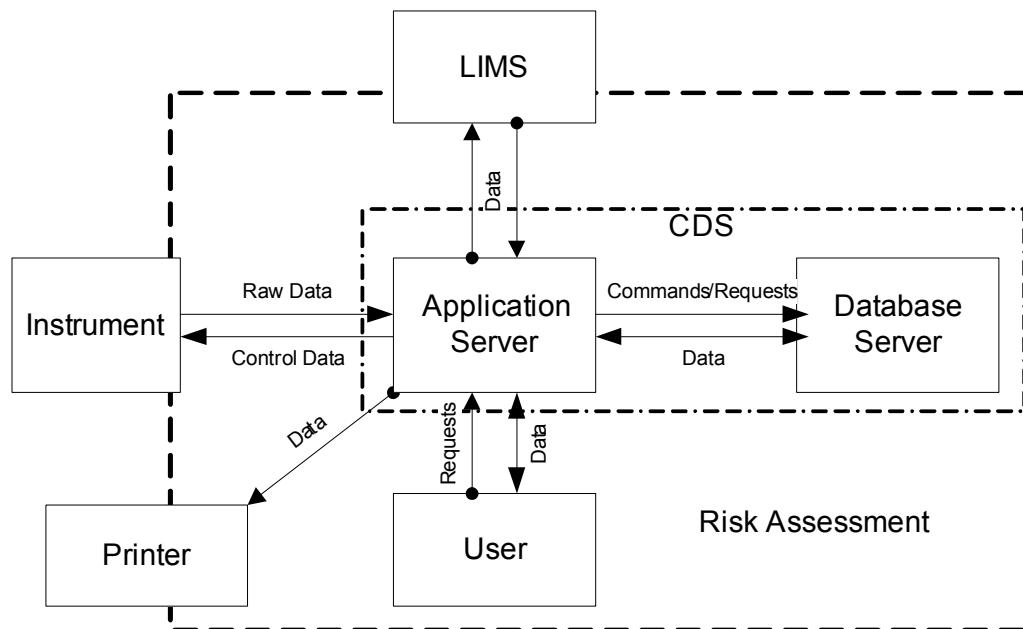 LIMS
Data
CDS
Instrument
Raw Data
Control Data
Application
Server
Commands/Requests
Data
Database
Server
Data
Requests
Data
Printer
User
Risk Assessment